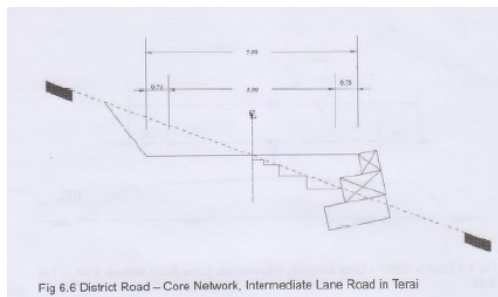 7.00
0.75
5.50
0.75
Fig 6.6 District Road – Core Network, Intermediate Lane Road in Terai